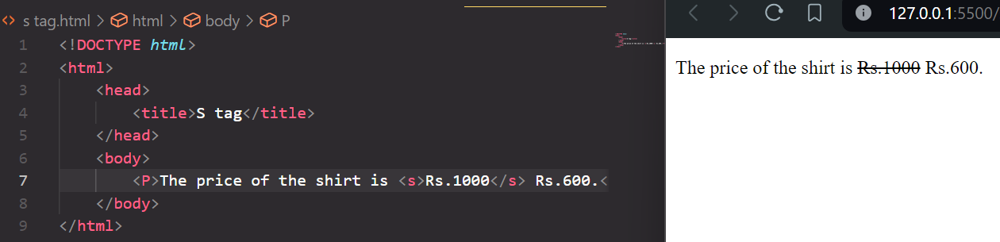 <> s tag.html > html > body > P
1 <!DOCTYPE html>
2 <html>
3 <head>
4 <title>S tag</title>
5 </head>
6 <body>
7 <P>The price of the shirt is <s>Rs.1000</s> Rs.600.<
8 </body>
9 </html>
127.0.0.1:5500/
The price of the shirt is Rs.1000 Rs.600.